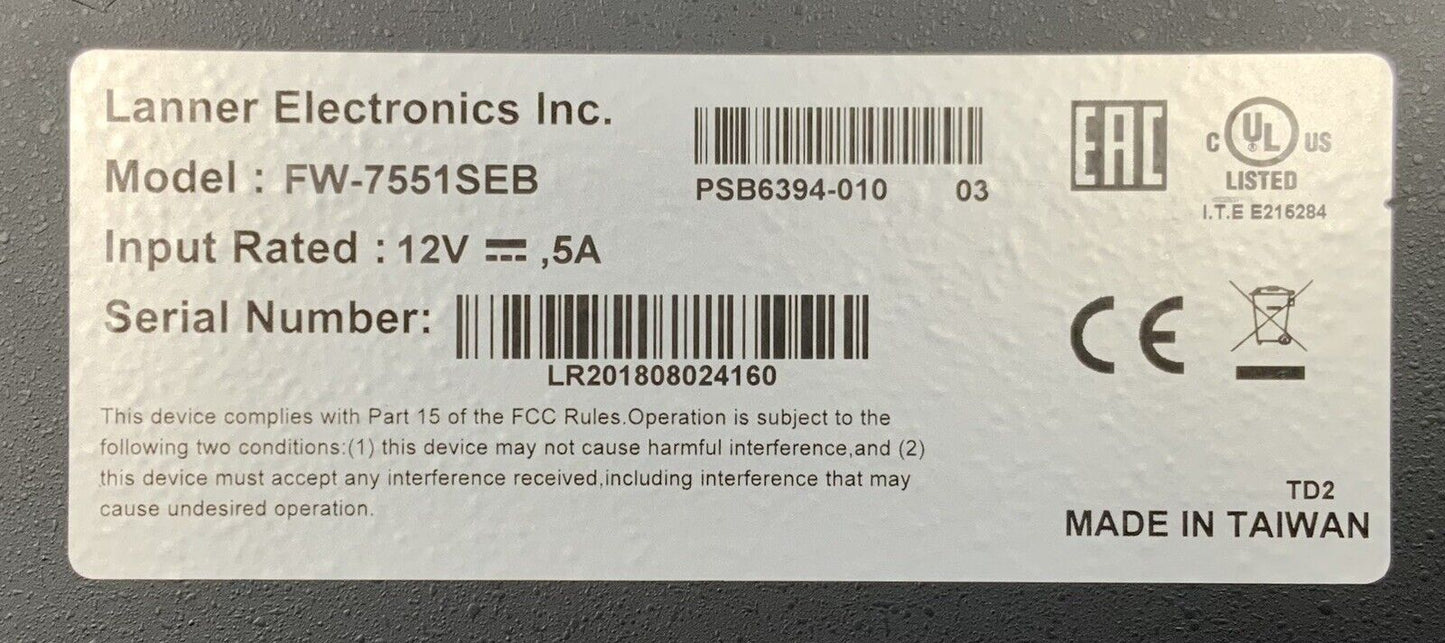 Lanner Electronics Inc.
Model : FW-7551SEB
Input Rated : 12V ⎓ ,5A
Serial Number:
LR201808024160
PSB6394-010 03
EAC
C UL US
LISTED
I.T.E E216284
CE
This device complies with Part 15 of the FCC Rules.Operation is subject to the
following two conditions:(1) this device may not cause harmful interference,and (2)
this device must accept any interference received,including interference that may
cause undesired operation.
TD2
MADE IN TAIWAN